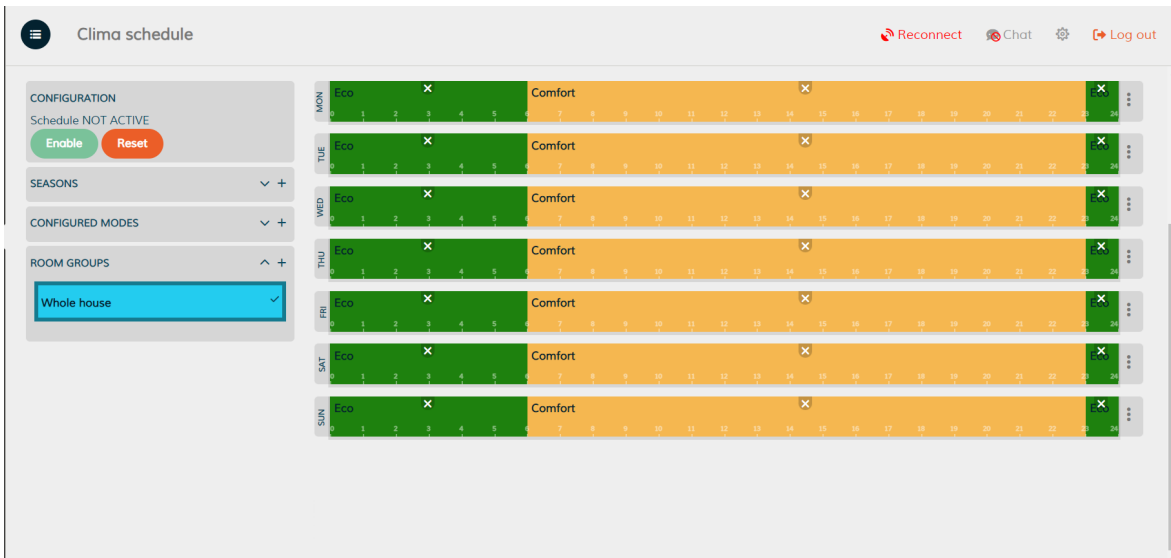 Clima schedule
Reconnect
Chat
Log out
CONFIGURATION
Schedule NOT ACTIVE
Enable Reset
SEASONS
CONFIGURED MODES
ROOM GROUPS
Whole house
MON
Eco Comfort Eco
0 1 2 3 4 5 6 7 8 9 10 11 12 13 14 15 16 17 18 19 20 21 22 23 24
TUE
Eco Comfort Eco
0 1 2 3 4 5 6 7 8 9 10 11 12 13 14 15 16 17 18 19 20 21 22 23 24
WED
Eco Comfort Eco
0 1 2 3 4 5 6 7 8 9 10 11 12 13 14 15 16 17 18 19 20 21 22 23 24
THU
Eco Comfort Eco
0 1 2 3 4 5 6 7 8 9 10 11 12 13 14 15 16 17 18 19 20 21 22 23 24
FRI
Eco Comfort Eco
0 1 2 3 4 5 6 7 8 9 10 11 12 13 14 15 16 17 18 19 20 21 22 23 24
SAT
Eco Comfort Eco
0 1 2 3 4 5 6 7 8 9 10 11 12 13 14 15 16 17 18 19 20 21 22 23 24
SUN
Eco Comfort Eco
0 1 2 3 4 5 6 7 8 9 10 11 12 13 14 15 16 17 18 19 20 21 22 23 24